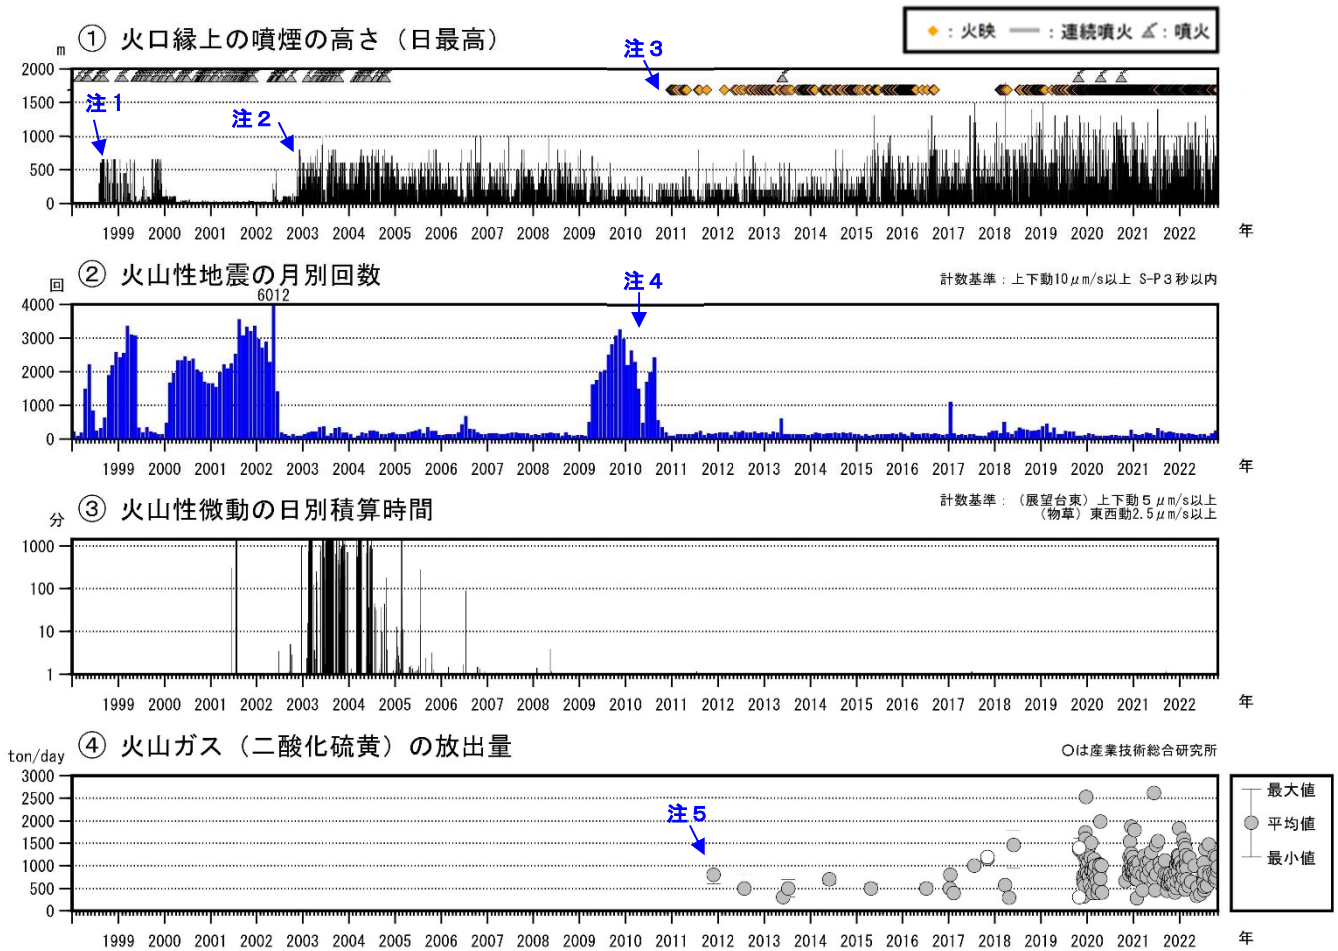 ◆：火映 ―：連続噴火 ：噴火
① 火口縁上の噴煙の高さ（日最高）
注３
m
2000
1500
1000
500
0
注１
注２
1999 2000 2001 2002 2003 2004 2005 2006 2007 2008 2009 2010 2011 2012 2013 2014 2015 2016 2017 2018 2019 2020 2021 2022 年
② 火山性地震の月別回数
計数基準：上下動10μm/s以上 S-P３秒以内
回
6012
注４
4000
3000
2000
1000
0
1999 2000 2001 2002 2003 2004 2005 2006 2007 2008 2009 2010 2011 2012 2013 2014 2015 2016 2017 2018 2019 2020 2021 2022 年
③ 火山性微動の日別積算時間
計数基準：（展望台東）上下動５μm/s以上
（物草）東西動2.5μm/s以上
分
1000
100
10
1
1999 2000 2001 2002 2003 2004 2005 2006 2007 2008 2009 2010 2011 2012 2013 2014 2015 2016 2017 2018 2019 2020 2021 2022 年
④ 火山ガス（二酸化硫黄）の放出量
○は産業技術総合研究所
ton/day
3000
2500
2000
1500
1000
500
0
注５
最大値
平均値
最小値
1999 2000 2001 2002 2003 2004 2005 2006 2007 2008 2009 2010 2011 2012 2013 2014 2015 2016 2017 2018 2019 2020 2021 2022 年